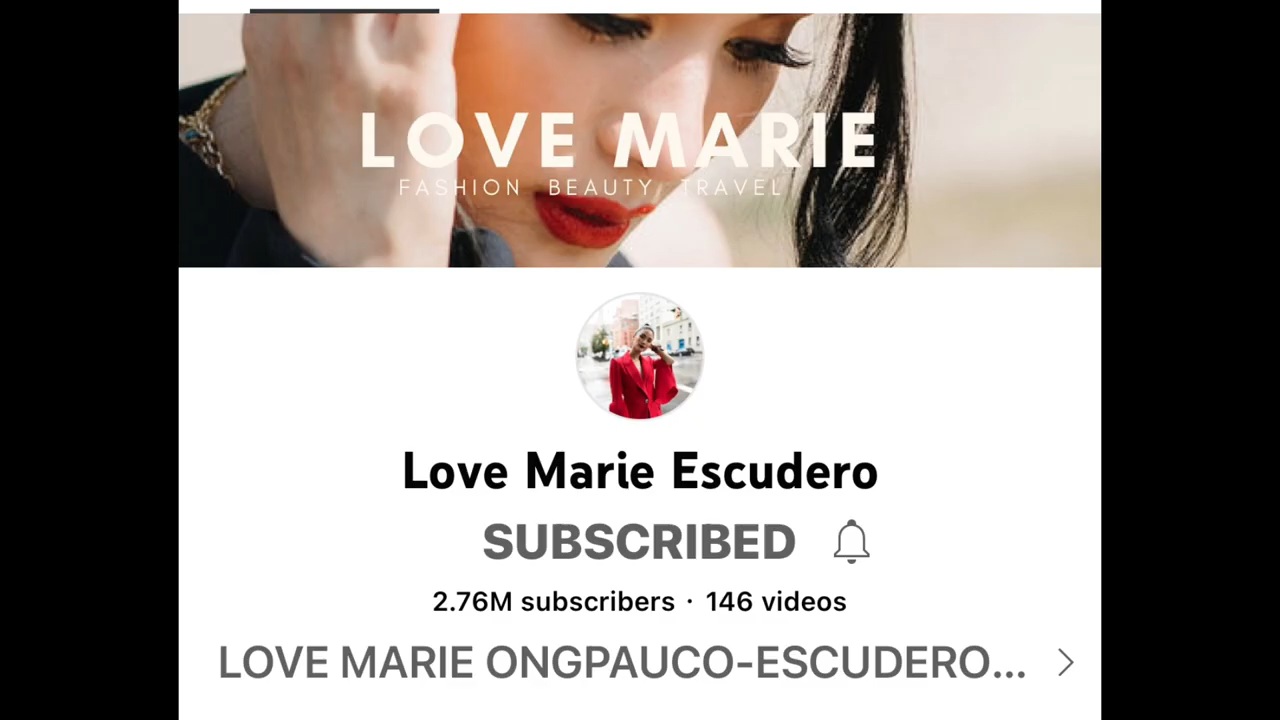 LOVE MARIE
FASHION BEAUTY TRAVEL
Love Marie Escudero
SUBSCRIBED
2.76M subscribers · 146 videos
LOVE MARIE ONGPAUCO-ESCUDERO...